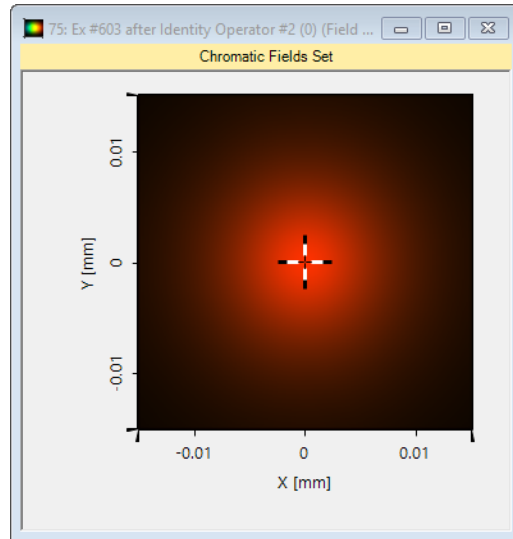 75: Ex #603 after Identity Operator #2 (0) (Field ...
Chromatic Fields Set
0.01
0
-0.01
Y [mm]
-0.01
0
0.01
X [mm]